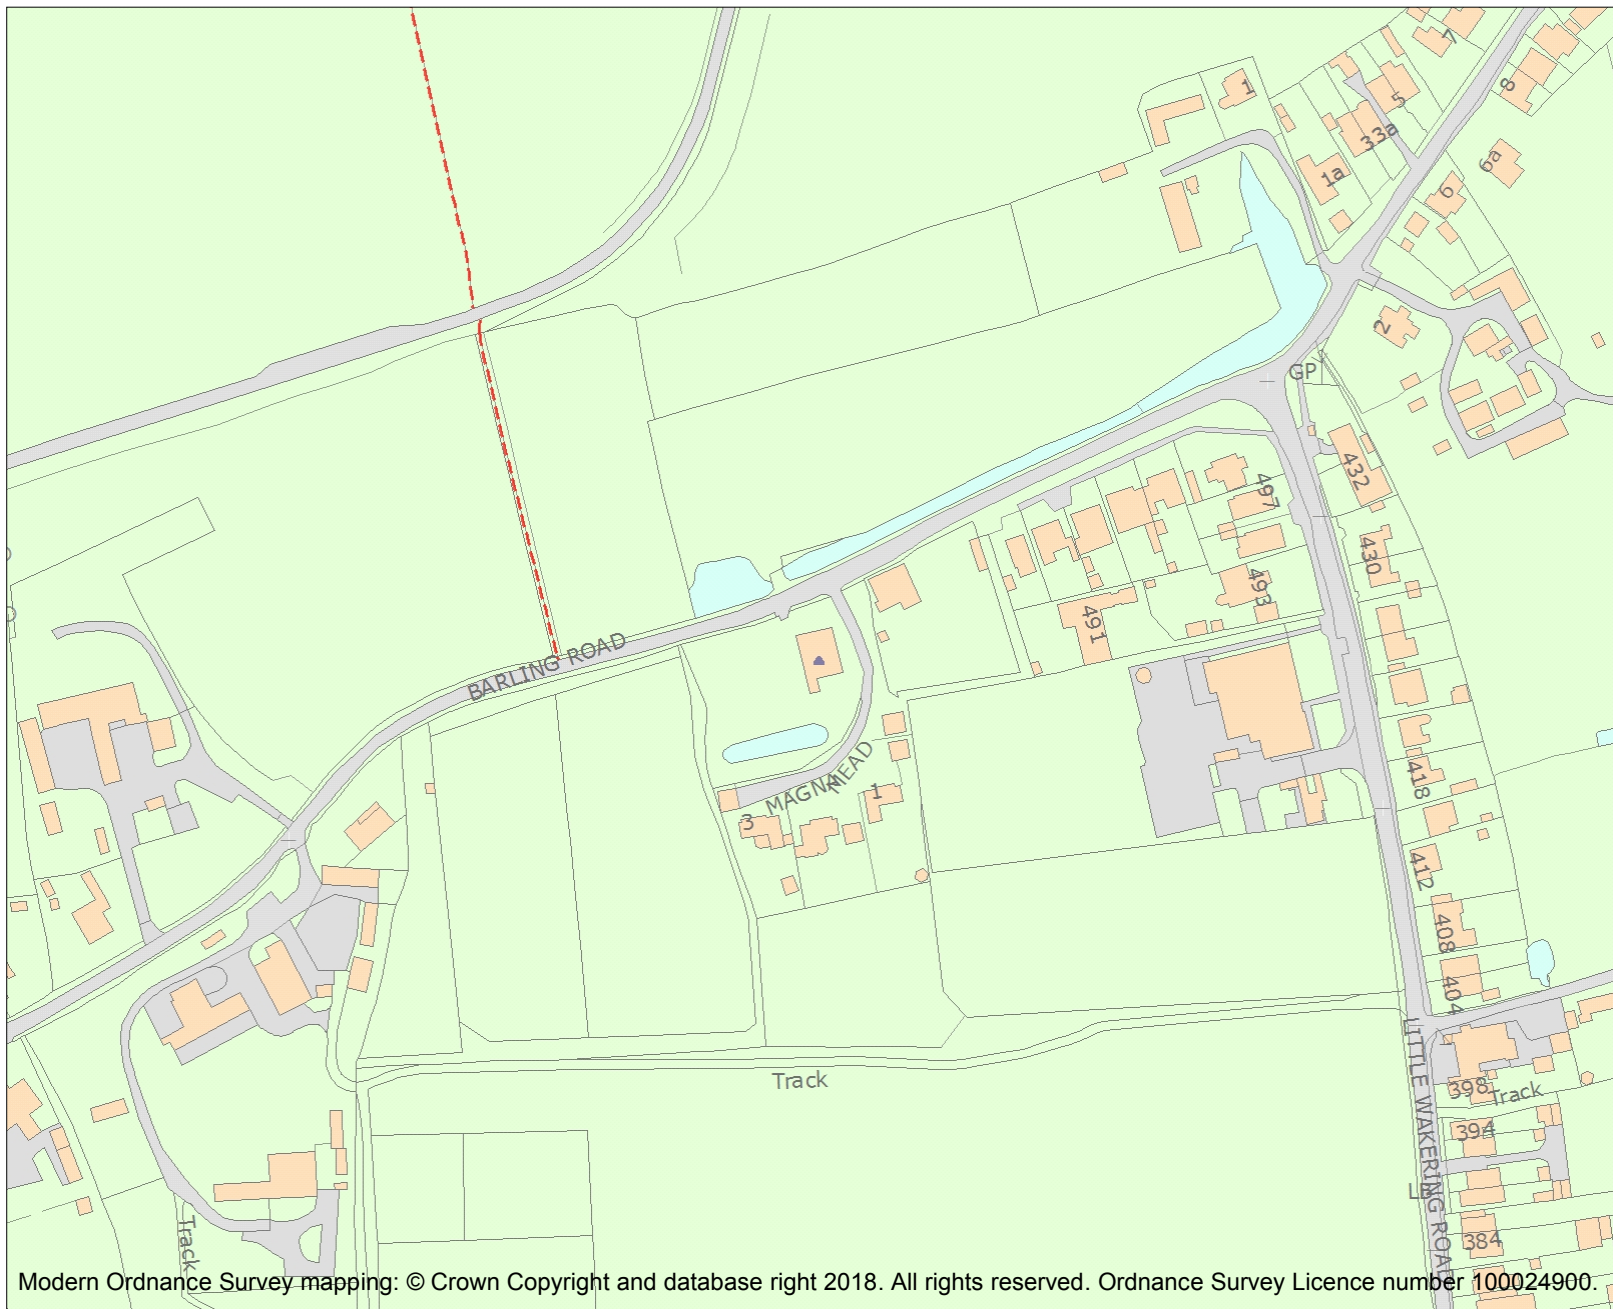 7
1
5
8
33a
6a
1a
6
2
GP
432
497
430
493
491
BARLING ROAD
MAGNA
MEAD
418
1
3
412
408
404
LITTLE WAKERING ROAD
Track
398
Track
394
LB
384
Track
Modern Ordnance Survey mapping: © Crown Copyright and database right 2018. All rights reserved. Ordnance Survey Licence number 100024900.